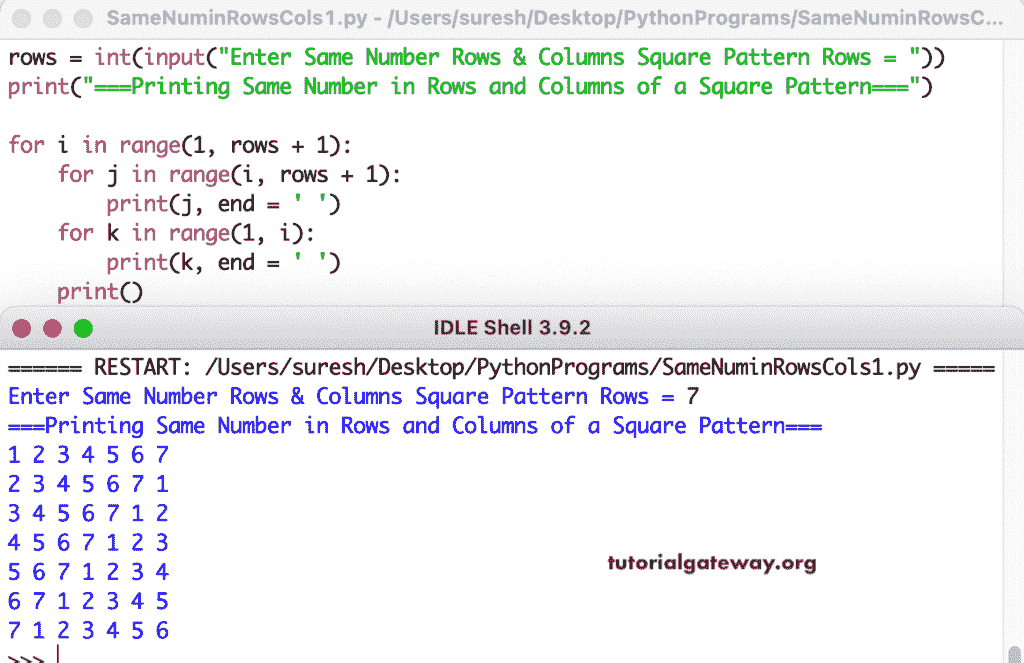 SameNuminRowsCols1.py - /Users/suresh/Desktop/PythonPrograms/SameNuminRowsC...
rows = int(input("Enter Same Number Rows & Columns Square Pattern Rows = "))
print("===Printing Same Number in Rows and Columns of a Square Pattern===")
for i in range(1, rows + 1):
    for j in range(i, rows + 1):
        print(j, end = ' ')
    for k in range(1, i):
        print(k, end = ' ')
    print()
IDLE Shell 3.9.2
====== RESTART: /Users/suresh/Desktop/PythonPrograms/SameNuminRowsCols1.py =====
Enter Same Number Rows & Columns Square Pattern Rows = 7
===Printing Same Number in Rows and Columns of a Square Pattern===
1 2 3 4 5 6 7
2 3 4 5 6 7 1
3 4 5 6 7 1 2
4 5 6 7 1 2 3
tutorialgateway.org
5 6 7 1 2 3 4
6 7 1 2 3 4 5
7 1 2 3 4 5 6
>>>